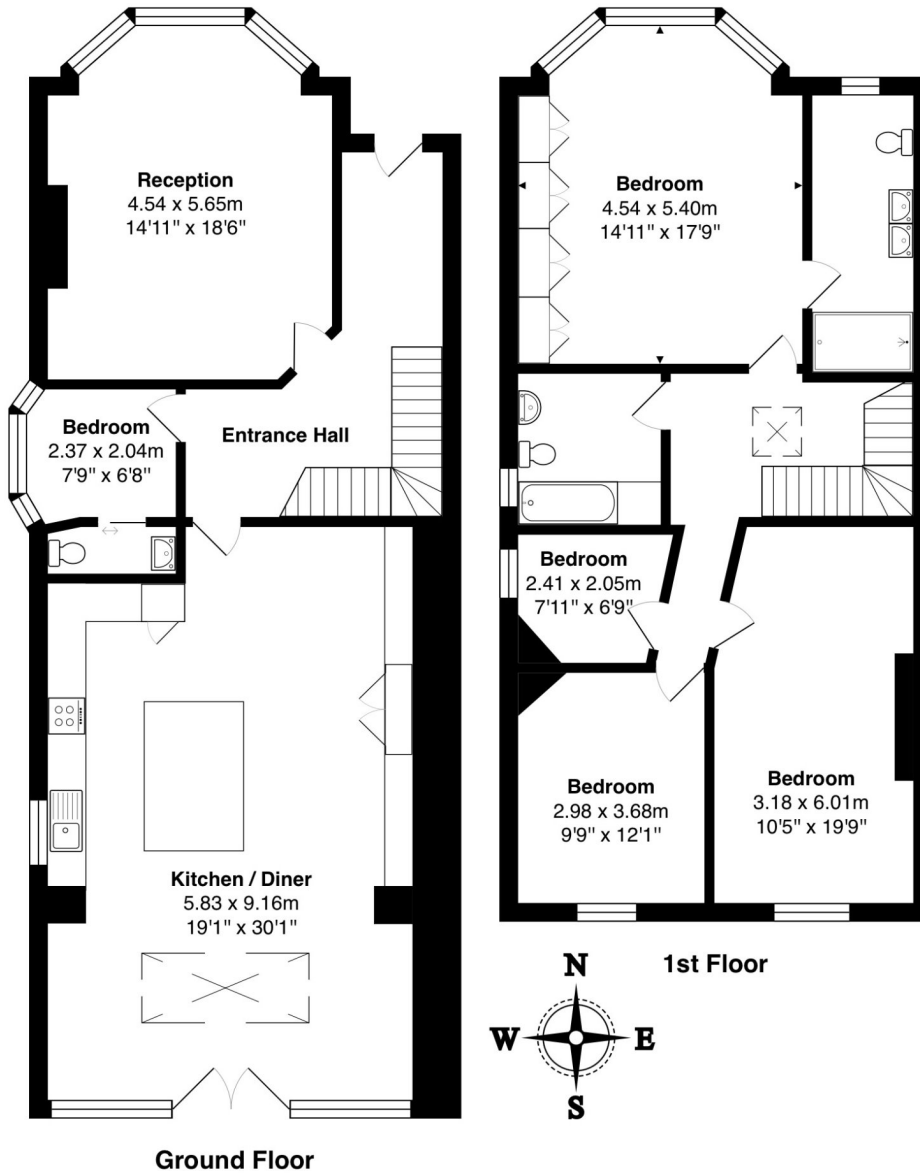 Reception
4.54 x 5.65m
14'11" x 18'6"
Bedroom
2.37 x 2.04m
7'9" x 6'8"
Entrance Hall
Kitchen / Diner
5.83 x 9.16m
19'1" x 30'1"
Ground Floor
Bedroom
4.54 x 5.40m
14'11" x 17'9"
Bedroom
2.41 x 2.05m
7'11" x 6'9"
Bedroom
2.98 x 3.68m
9'9" x 12'1"
Bedroom
3.18 x 6.01m
10'5" x 19'9"
1st Floor
N
W E
S